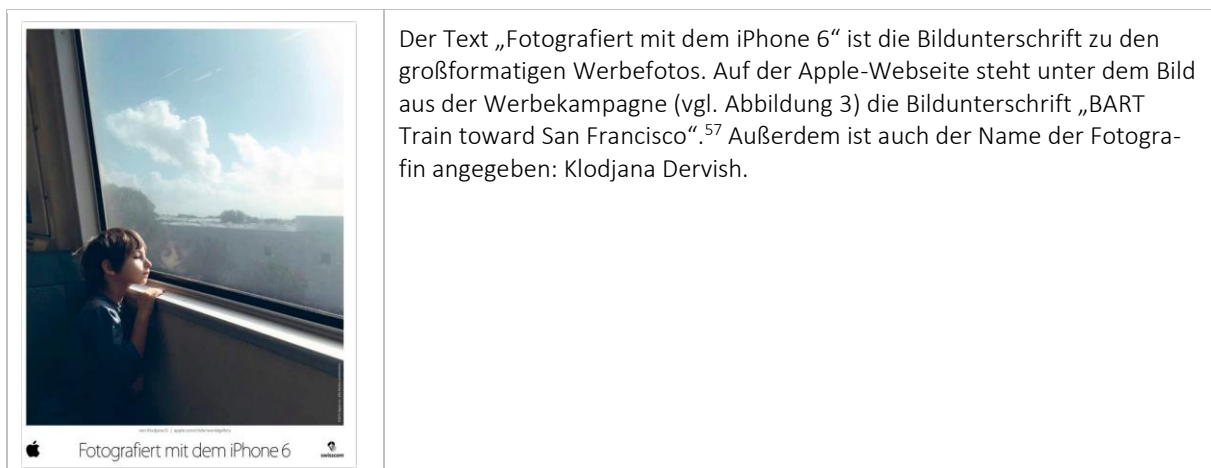 Der Text „Fotografiert mit dem iPhone 6“ ist die Bildunterschrift zu den
großformatigen Werbefotos. Auf der Apple-Webseite steht unter dem Bild
aus der Werbekampagne (vgl. Abbildung 3) die Bildunterschrift „BART
Train toward San Francisco“.⁵⁷ Außerdem ist auch der Name der Fotogra-
fin angegeben: Klodjana Dervish.
Fotografiert mit dem iPhone 6
swisscom